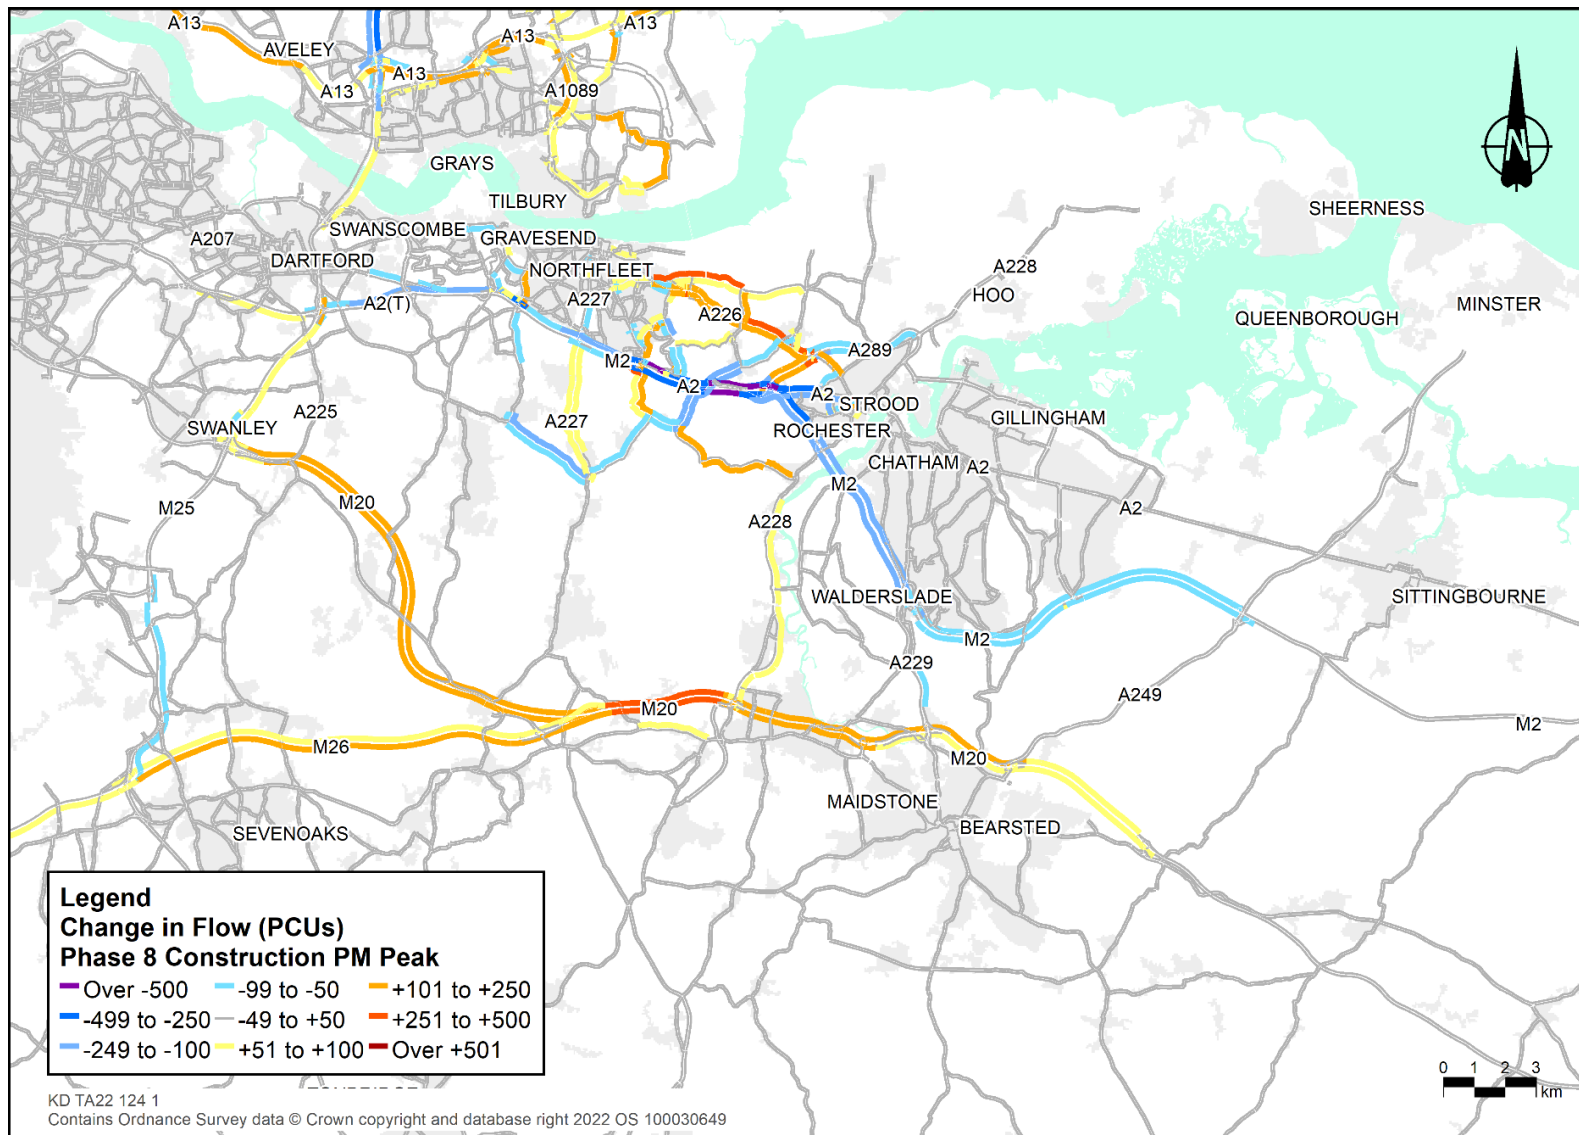 A13
A13
A13
AVELEY
A13
A13
A1089
GRAYS
TILBURY
SHEERNESS
SWANSCOMBE
A207
GRAVESEND
DARTFORD
NORTHFLEET
A228
HOO
A2(T)
A227
A226
MINSTER
QUEENBOROUGH
A289
M2
A2
A2
STROOD
A225
SWANLEY
A227
ROCHESTER
GILLINGHAM
CHATHAM
A2
M20
M2
M25
A228
A2
WALDERSLADE
SITTINGBOURNE
M2
A229
A249
M20
M2
M26
M20
MAIDSTONE
SEVENOAKS
BEARSTED
N
Legend
Change in Flow (PCUs)
Phase 8 Construction PM Peak
Over -500 -99 to -50 +101 to +250
-499 to -250 -49 to +50 +251 to +500
-249 to -100 +51 to +100 Over +501
0 1 2 3
km
KD TA22 124 1
Contains Ordnance Survey data © Crown copyright and database right 2022 OS 100030649